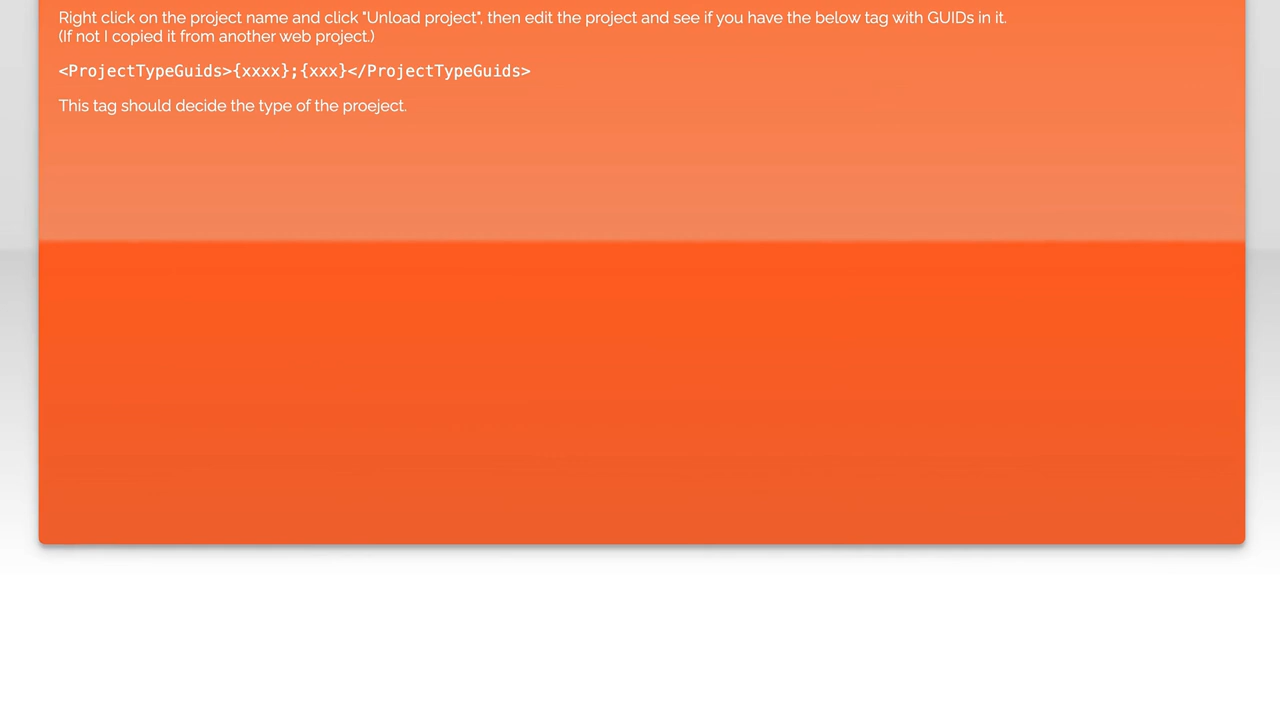 Right click on the project name and click "Unload project", then edit the project and see if you have the below tag with GUIDs in it.
(If not I copied it from another web project.)
<ProjectTypeGuids>{xxxx};{xxx}</ProjectTypeGuids>
This tag should decide the type of the proeject.